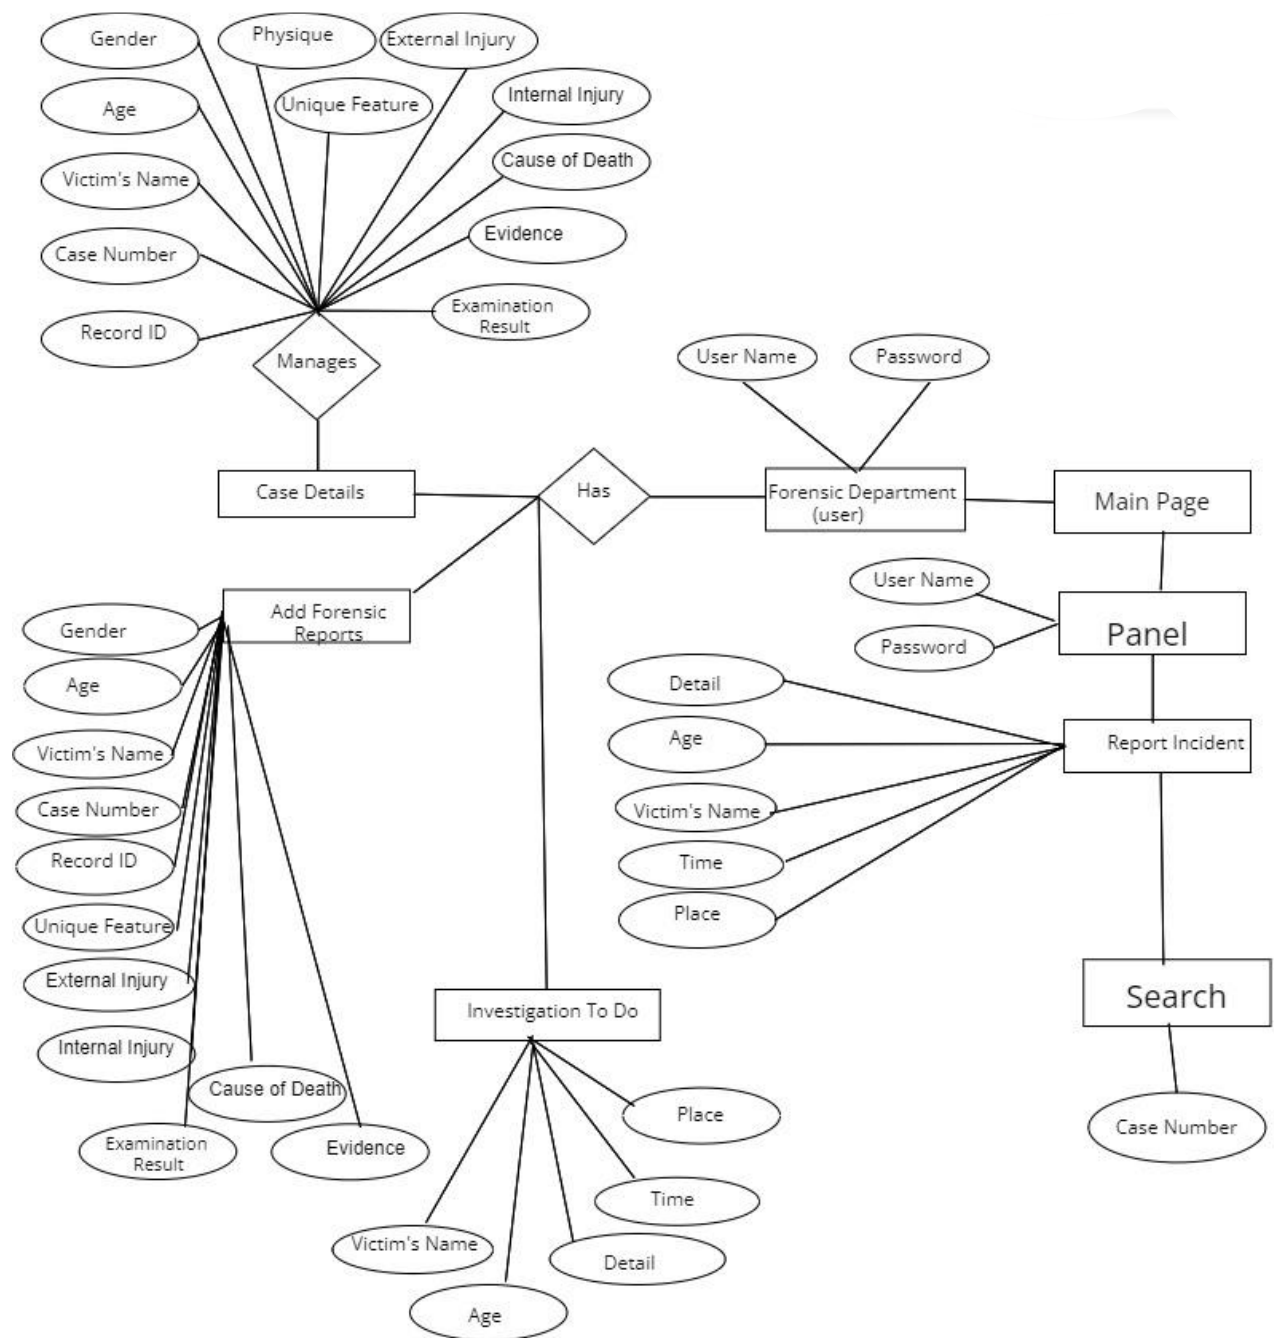 Gender
Physique
External Injury
Age
Unique Feature
Internal Injury
Cause of Death
Victim's Name
Evidence
Case Number
Examination
Result
Record ID
Manages
User Name
Password
Case Details
Has
Forensic Department
(user)
Main Page
User Name
Password
Panel
Add Forensic
Reports
Gender
Age
Victim's Name
Case Number
Record ID
Unique Feature
External Injury
Internal Injury
Cause of Death
Examination
Result
Evidence
Detail
Age
Victim's Name
Time
Place
Report Incident
Search
Case Number
Investigation To Do
Place
Time
Victim's Name
Detail
Age